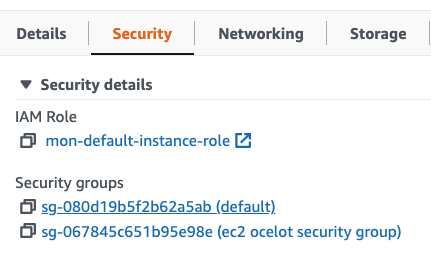 Details Security Networking Storage
Security details
IAM Role
mon-default-instance-role
Security groups
sg-080d19b5f2b62a5ab (default)
sg-067845c651b95e98e (ec2 ocelot security group)